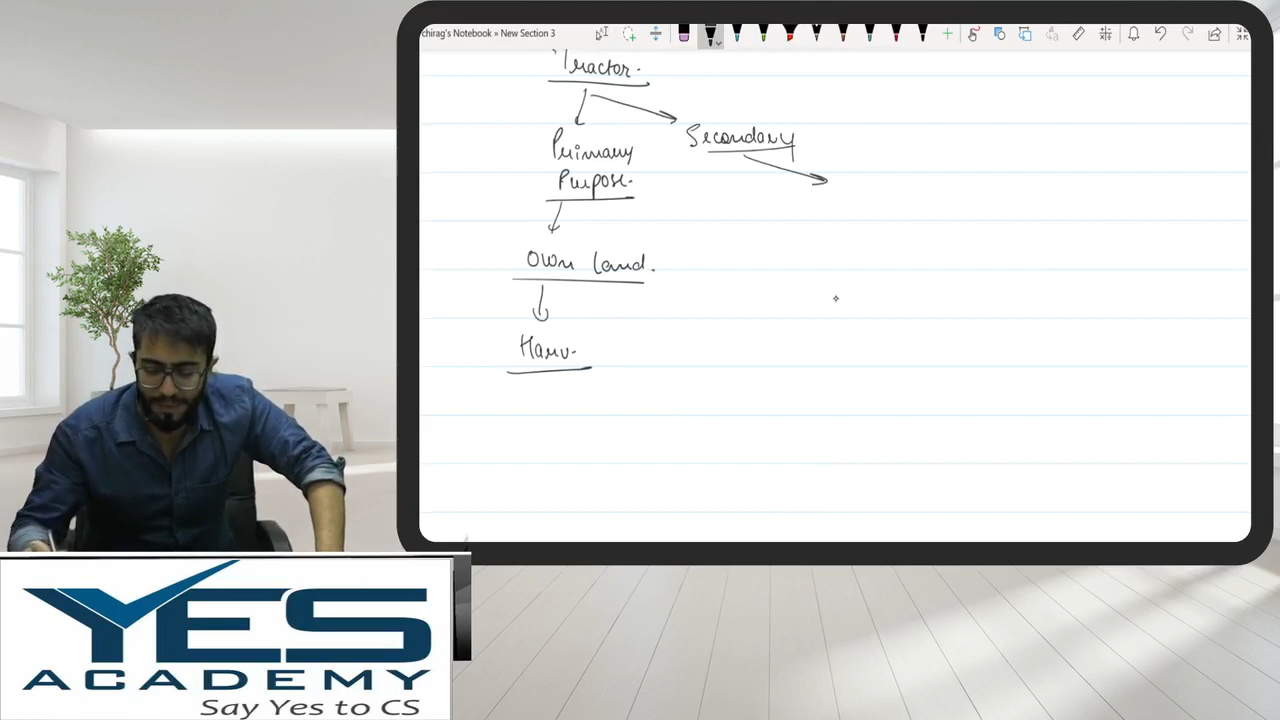 chirag's Notebook » New Section 3
Tractor.
Secondary
Primary
Purpose.
Own Land.
Harv.
YES
ACADEMY
Say Yes to CS